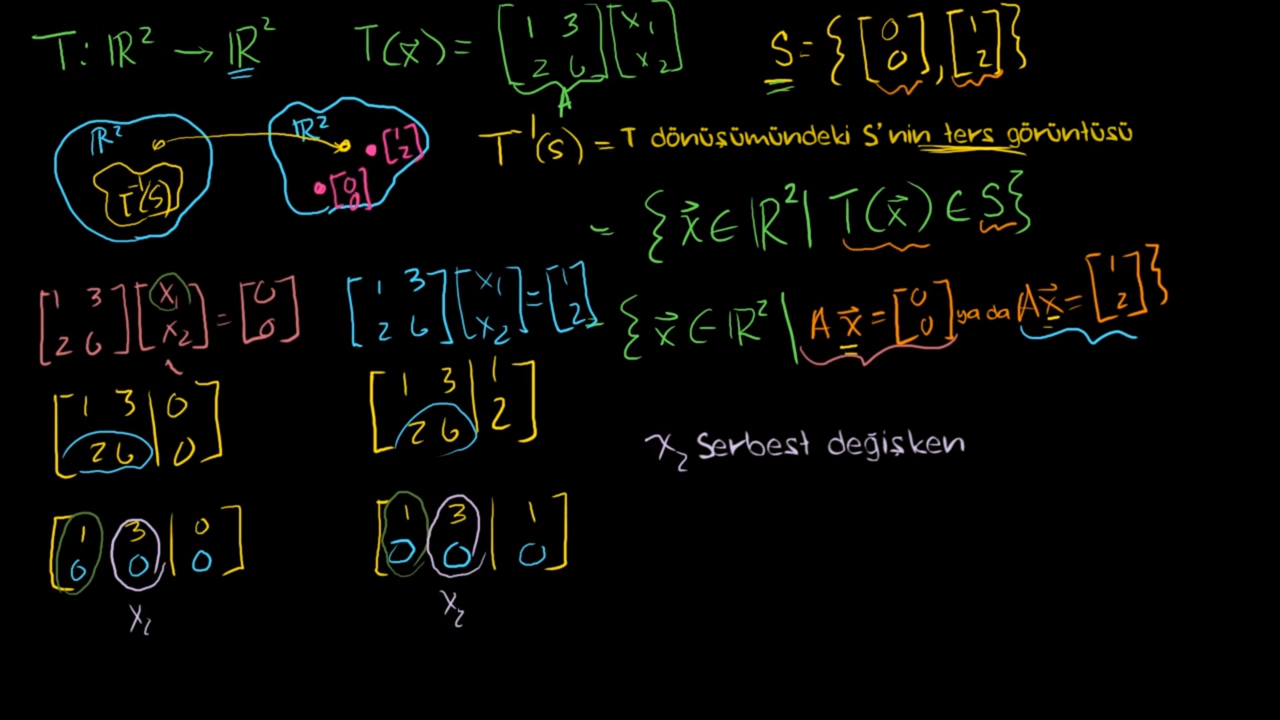 T: ℝ² → ℝ² T(x⃗) = [1 3; 2 6] [x₁; x₂] S = { [0; 0], [1; 2] }
A
ℝ² ℝ² [1; 2]
T⁻¹(S) [0; 0]
T⁻¹(S) = T dönüşümündeki S'nin ters görüntüsü
= { x⃗ ∈ ℝ² | T(x⃗) ∈ S }
{ x⃗ ∈ ℝ² | A x⃗ = [0; 0] ya da A x⃗ = [1; 2] }
[1 3; 2 6] [x₁; x₂] = [0; 0] [1 3; 2 6] [x₁; x₂] = [1; 2]
[1 3 | 0; 2 6 | 0] [1 3 | 1; 2 6 | 2]
x₂ Serbest değişken
[1 3 | 0; 0 0 | 0] [1 3 | 1; 0 0 | 0]
x₂ x₂